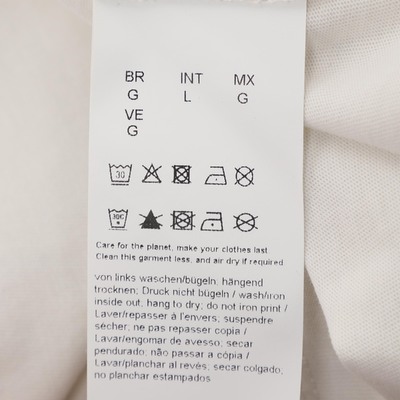 BR INT MX
G L G
VE
G
30
30C
Care for the planet, make your clothes last.
Clean this garment less, and air dry if required
von links waschen/bügeln, hängend
trocknen; Druck nicht bügeln / wash/iron
inside out, hang to dry; do not iron print /
Laver/repasser à l'envers; suspendre
sécher; ne pas repasser copia /
Lavar/engomar de avesso; secar
pendurado; não passar a cópia /
Lavar/planchar al revés; secar colgado;
no planchar estampados